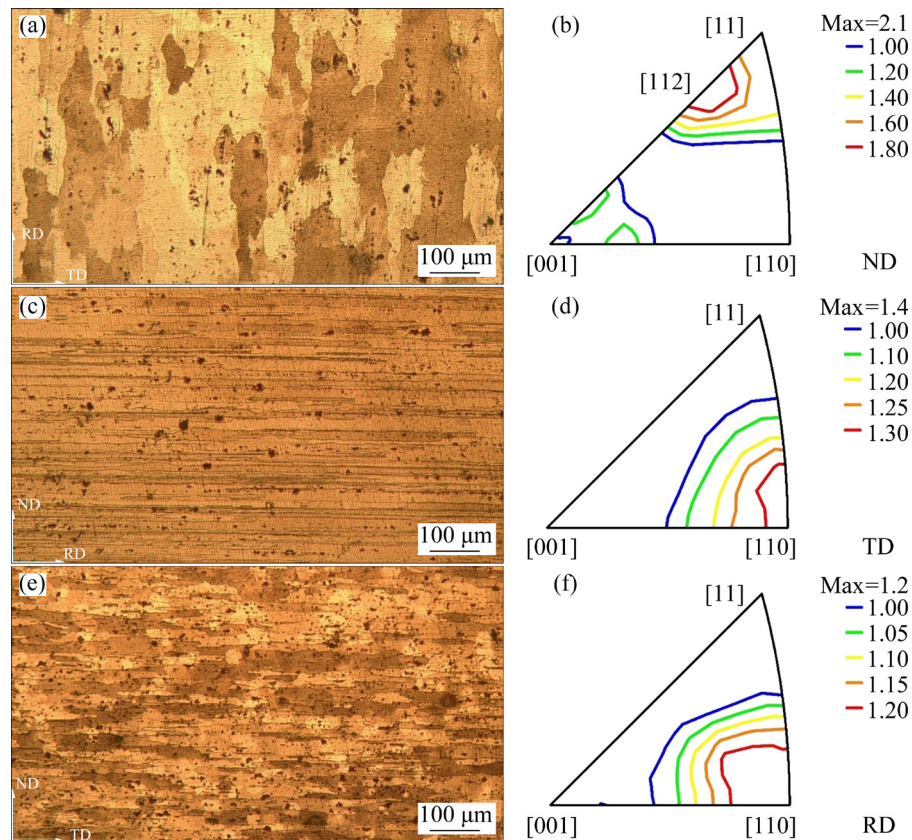 (a)
RD
TD
100 μm
(b)
[11]
[112]
[001]
[110]
Max=2.1
1.00
1.20
1.40
1.60
1.80
ND
(c)
ND
RD
100 μm
(d)
[11]
[001]
[110]
Max=1.4
1.00
1.10
1.20
1.25
1.30
TD
(e)
ND
TD
100 μm
(f)
[11]
[001]
[110]
Max=1.2
1.00
1.05
1.10
1.15
1.20
RD